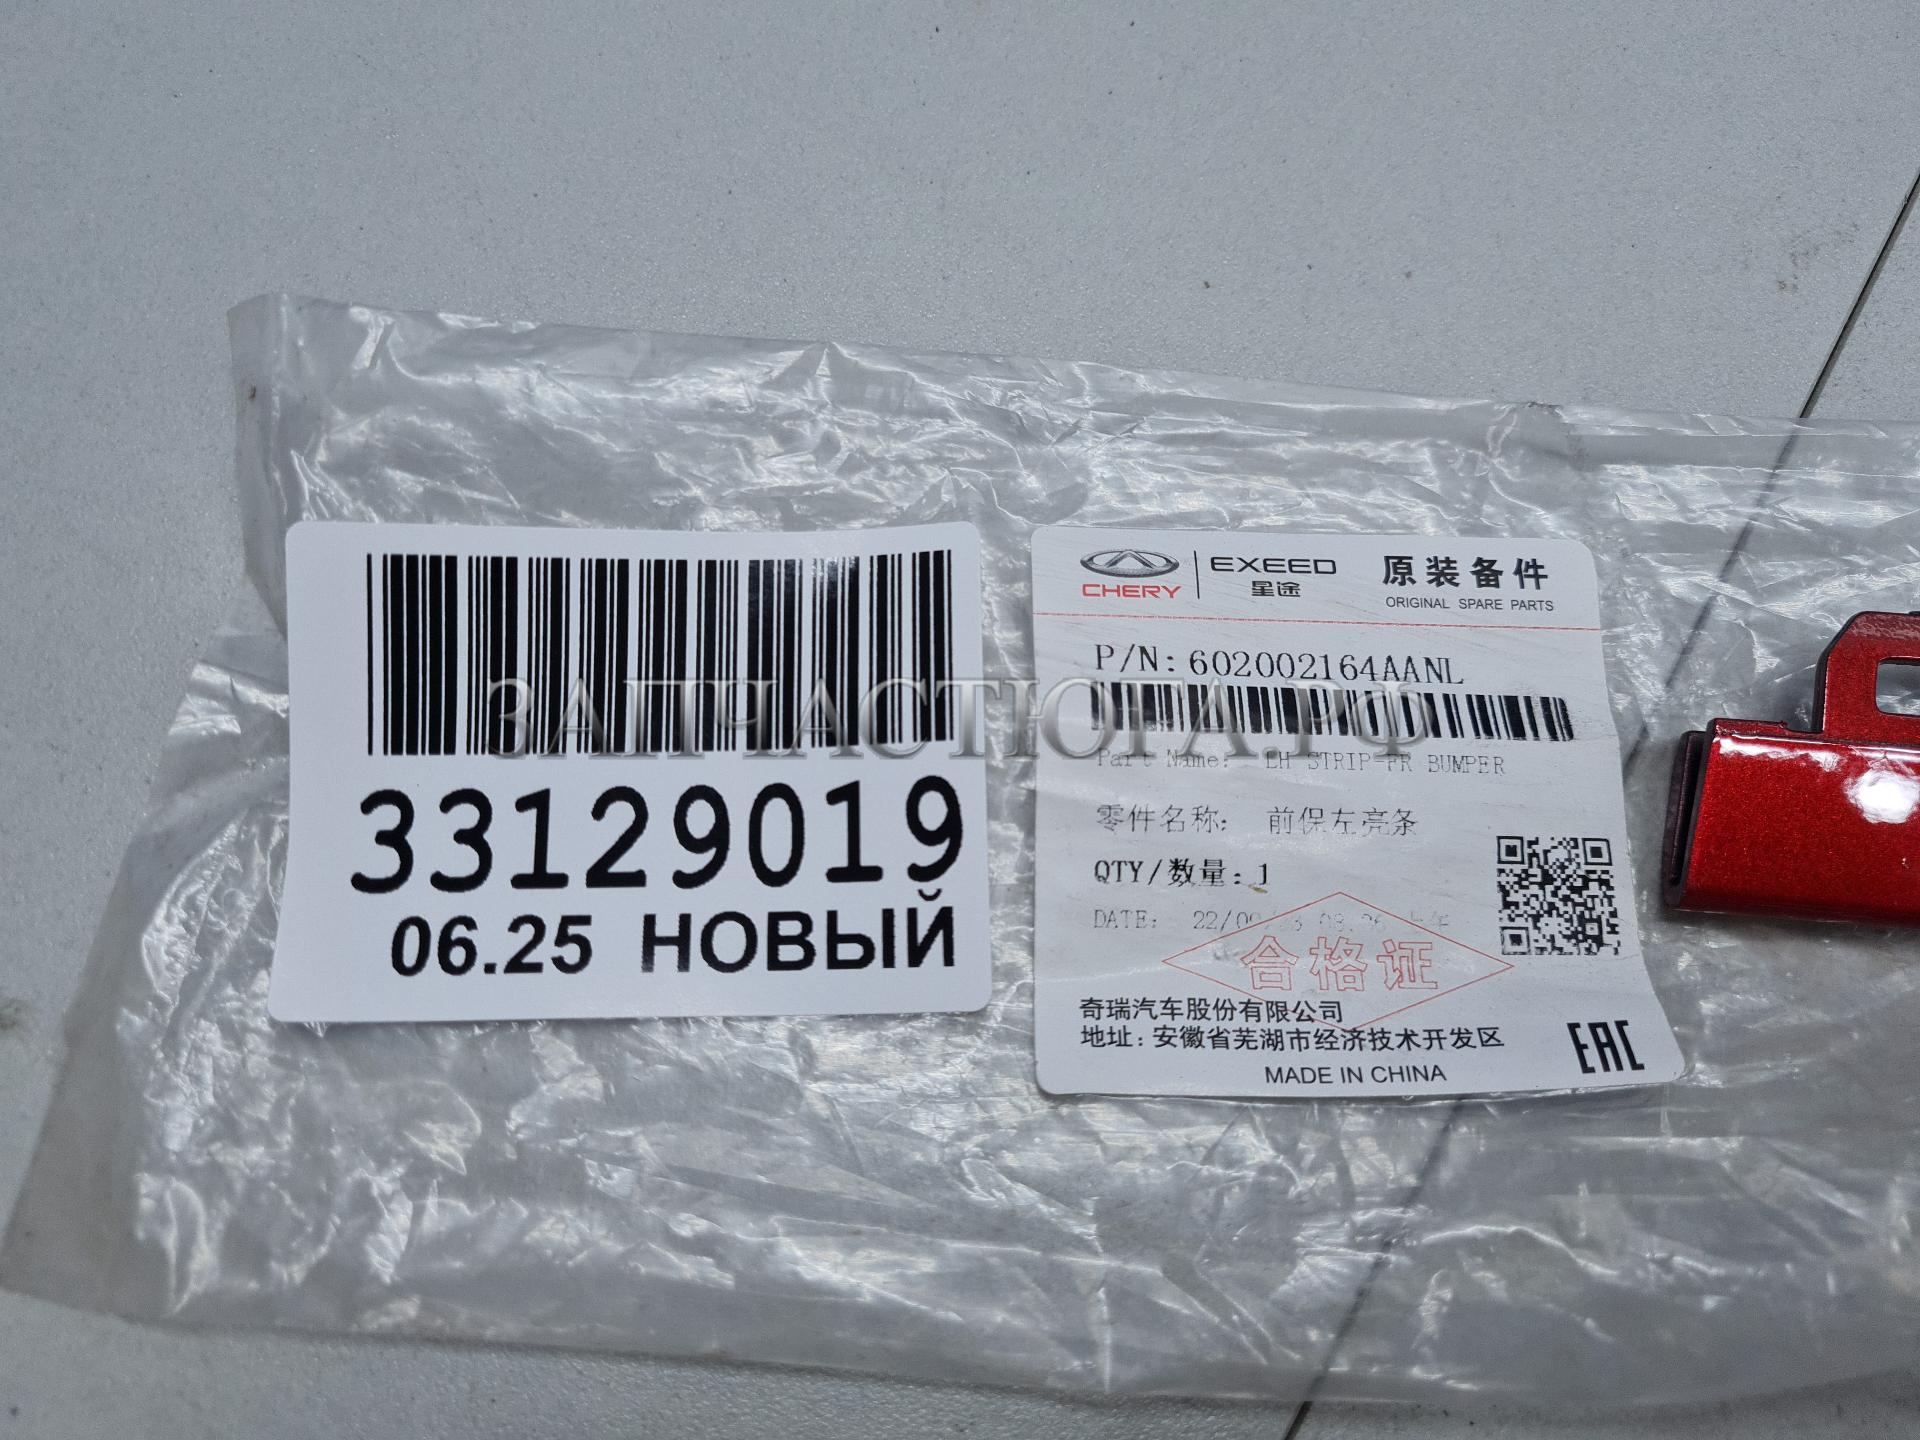 33129019
06.25 НОВЫЙ
CHERY
EXEED
星途
原装备件
ORIGINAL SPARE PARTS
P/N: 602002164AANL
ЗАПЧАСТЮГА.РФ
Part Name: LH STRIP-FR BUMPER
零件名称: 前保左亮条
QTY/数量: 1
DATE:
合格证
奇瑞汽车股份有限公司
地址: 安徽省芜湖市经济技术开发区
EAC
MADE IN CHINA